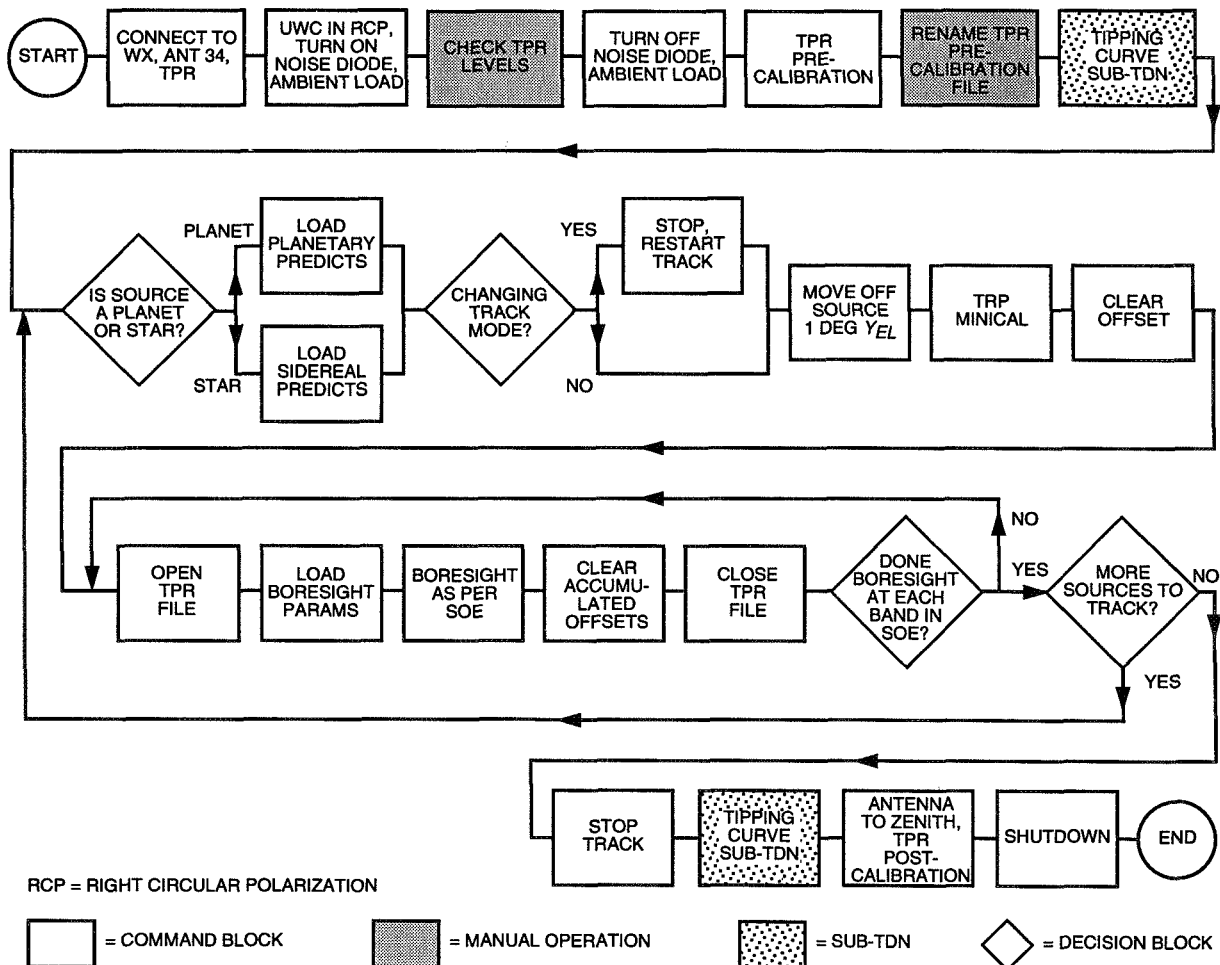 START
CONNECT TO
WX, ANT 34,
TPR
UWC IN RCP,
TURN ON
NOISE DIODE,
AMBIENT LOAD
CHECK TPR
LEVELS
TURN OFF
NOISE DIODE,
AMBIENT LOAD
TPR
PRE-
CALIBRATION
RENAME TPR
PRE-
CALIBRATION
FILE
TIPPING
CURVE
SUB-TDN
IS SOURCE
A PLANET
OR STAR?
PLANET
LOAD
PLANETARY
PREDICTS
STAR
LOAD
SIDEREAL
PREDICTS
CHANGING
TRACK
MODE?
YES
STOP,
RESTART
TRACK
NO
MOVE OFF
SOURCE
1 DEG YEL
TRP
MINICAL
CLEAR
OFFSET
OPEN
TPR
FILE
LOAD
BORESIGHT
PARAMS
BORESIGHT
AS PER
SOE
CLEAR
ACCUMU-
LATED
OFFSETS
CLOSE
TPR
FILE
DONE
BORESIGHT
AT EACH
BAND IN
SOE?
NO
YES
MORE
SOURCES TO
TRACK?
NO
YES
STOP
TRACK
TIPPING
CURVE
SUB-TDN
ANTENNA
TO ZENITH,
TPR
POST-
CALIBRATION
SHUTDOWN
END
RCP = RIGHT CIRCULAR POLARIZATION
= COMMAND BLOCK
= MANUAL OPERATION
= SUB-TDN
= DECISION BLOCK